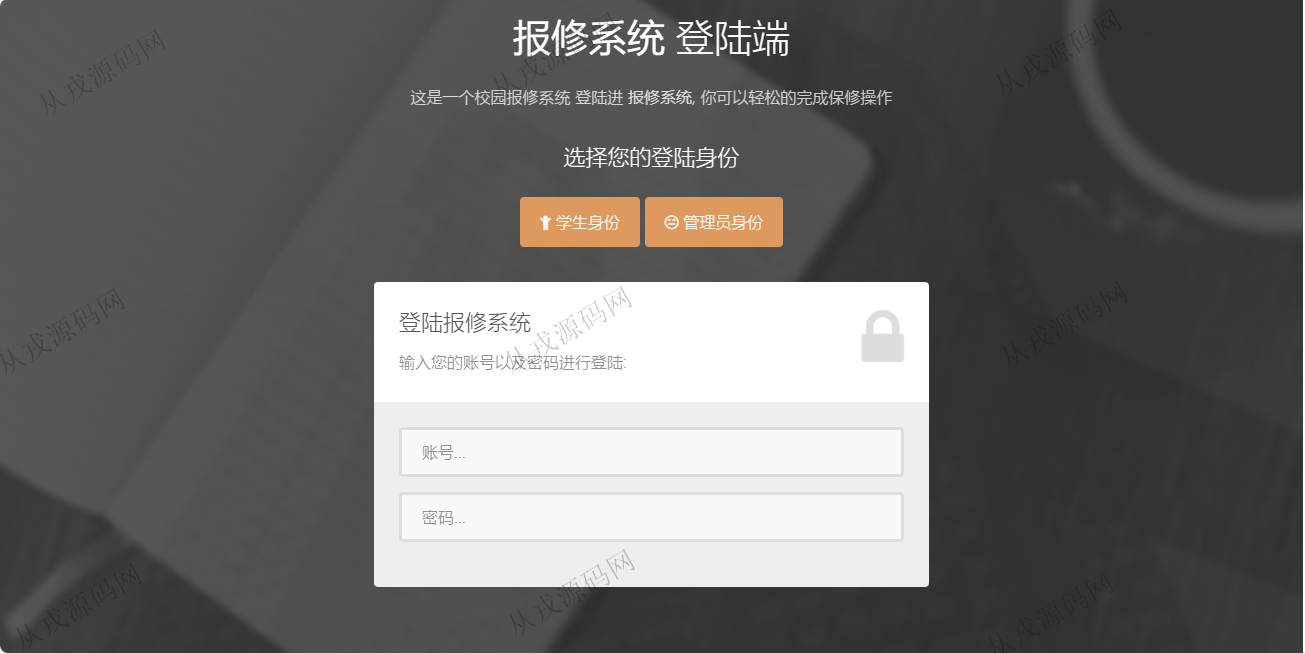 报修系统 登陆端
这是一个校园报修系统 登陆进 报修系统, 你可以轻松的完成保修操作
选择您的登陆身份
学生身份 管理员身份
登陆报修系统
输入您的账号以及密码进行登陆:
账号...
密码...
从戎源码网
从戎源码网
从戎源码网
从戎源码网
从戎源码网
从戎源码网
从戎源码网
从戎源码网
从戎源码网